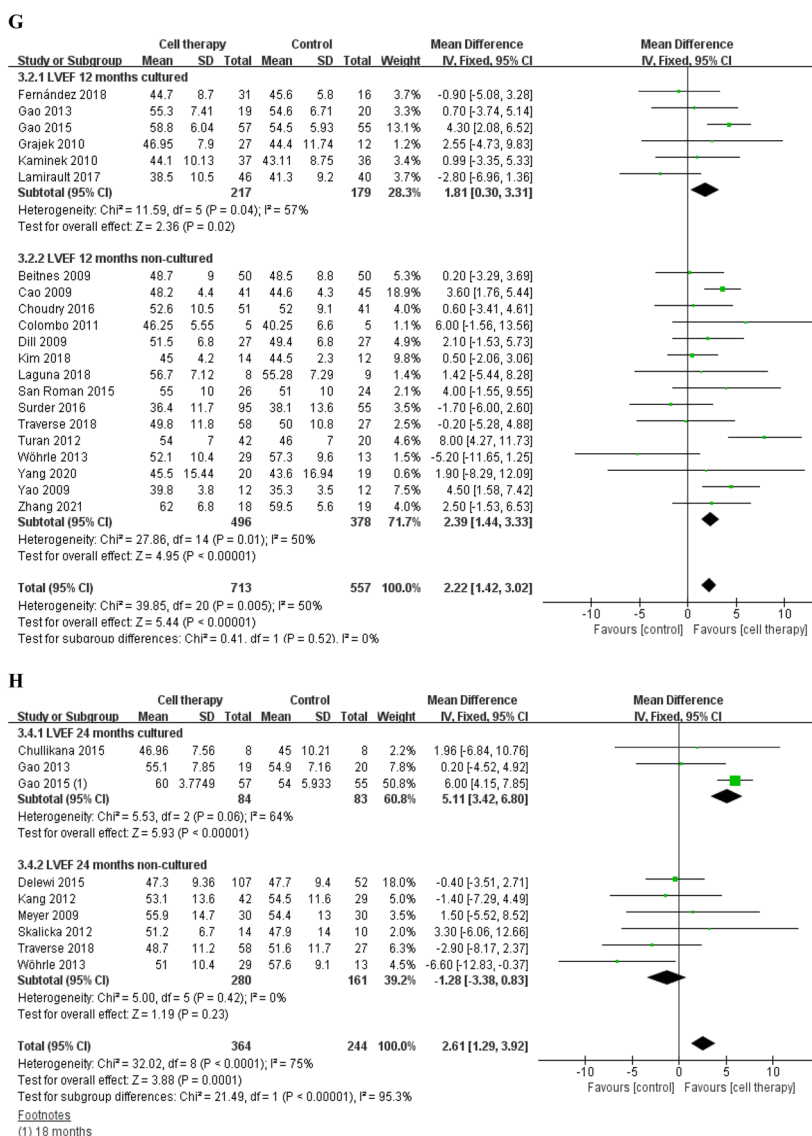 G
Cell therapy Control Mean Difference Mean Difference
Study or Subgroup Mean SD Total Mean SD Total Weight IV, Fixed, 95% CI IV, Fixed, 95% CI
3.2.1 LVEF 12 months cultured
Fernández 2018 44.7 8.7 31 45.6 5.8 16 3.7% -0.90 [-5.08, 3.28]
Gao 2013 55.3 7.41 19 54.6 6.71 20 3.3% 0.70 [-3.74, 5.14]
Gao 2015 58.8 6.04 57 54.5 5.93 55 13.1% 4.30 [2.08, 6.52]
Grajek 2010 46.95 7.9 27 44.4 11.74 12 1.2% 2.55 [-4.73, 9.83]
Kaminek 2010 44.1 10.13 37 43.11 8.75 36 3.4% 0.99 [-3.35, 5.33]
Lamirault 2017 38.5 10.5 46 41.3 9.2 40 3.7% -2.80 [-6.96, 1.36]
Subtotal (95% CI) 217 179 28.3% 1.81 [0.30, 3.31]
Heterogeneity: Chi² = 11.59, df = 5 (P = 0.04); I² = 57%
Test for overall effect: Z = 2.36 (P = 0.02)
3.2.2 LVEF 12 months non-cultured
Beitnes 2009 48.7 9 50 48.5 8.8 50 5.3% 0.20 [-3.29, 3.69]
Cao 2009 48.2 4.4 41 44.6 4.3 45 18.9% 3.60 [1.76, 5.44]
Choudry 2016 52.6 10.5 51 52 9.1 41 4.0% 0.60 [-3.41, 4.61]
Colombo 2011 46.25 5.55 5 40.25 6.6 5 1.1% 6.00 [-1.56, 13.56]
Dill 2009 51.5 6.8 27 49.4 6.8 27 4.9% 2.10 [-1.53, 5.73]
Kim 2018 45 4.2 14 44.5 2.3 12 9.8% 0.50 [-2.06, 3.06]
Laguna 2018 56.7 7.12 8 55.28 7.29 9 1.4% 1.42 [-5.44, 8.28]
San Roman 2015 55 10 26 51 10 24 2.1% 4.00 [-1.55, 9.55]
Surder 2016 36.4 11.7 95 38.1 13.6 55 3.5% -1.70 [-6.00, 2.60]
Traverse 2018 49.8 11.8 58 50 10.8 27 2.5% -0.20 [-5.28, 4.88]
Turan 2012 54 7 42 46 7 20 4.6% 8.00 [4.27, 11.73]
Wöhrle 2013 52.1 10.4 29 57.3 9.6 13 1.5% -5.20 [-11.65, 1.25]
Yang 2020 45.5 15.44 20 43.6 16.94 19 0.6% 1.90 [-8.29, 12.09]
Yao 2009 39.8 3.8 12 35.3 3.5 12 7.5% 4.50 [1.58, 7.42]
Zhang 2021 62 6.8 18 59.5 5.6 19 4.0% 2.50 [-1.53, 6.53]
Subtotal (95% CI) 496 378 71.7% 2.39 [1.44, 3.33]
Heterogeneity: Chi² = 27.86, df = 14 (P = 0.01); I² = 50%
Test for overall effect: Z = 4.95 (P < 0.00001)
Total (95% CI) 713 557 100.0% 2.22 [1.42, 3.02]
Heterogeneity: Chi² = 39.85, df = 20 (P = 0.005); I² = 50%
Test for overall effect: Z = 5.44 (P < 0.00001)
Test for subgroup differences: Chi² = 0.41, df = 1 (P = 0.52), I² = 0%
-10 -5 0 5 10
Favours [control] Favours [cell therapy]
H
Cell therapy Control Mean Difference Mean Difference
Study or Subgroup Mean SD Total Mean SD Total Weight IV, Fixed, 95% CI IV, Fixed, 95% CI
3.4.1 LVEF 24 months cultured
Chullikana 2015 46.96 7.56 8 45 10.21 8 2.2% 1.96 [-6.84, 10.76]
Gao 2013 55.1 7.85 19 54.9 7.16 20 7.8% 0.20 [-4.52, 4.92]
Gao 2015 (1) 60 3.7749 57 54 5.933 55 50.8% 6.00 [4.15, 7.85]
Subtotal (95% CI) 84 83 60.8% 5.11 [3.42, 6.80]
Heterogeneity: Chi² = 5.53, df = 2 (P = 0.06); I² = 64%
Test for overall effect: Z = 5.93 (P < 0.00001)
3.4.2 LVEF 24 months non-cultured
Delewi 2015 47.3 9.36 107 47.7 9.4 52 18.0% -0.40 [-3.51, 2.71]
Kang 2012 53.1 13.6 42 54.5 11.6 29 5.0% -1.40 [-7.29, 4.49]
Meyer 2009 55.9 14.7 30 54.4 13 30 3.5% 1.50 [-5.52, 8.52]
Skalicka 2012 51.2 6.7 14 47.9 14 10 2.0% 3.30 [-6.06, 12.66]
Traverse 2018 48.7 11.2 58 51.6 11.7 27 6.3% -2.90 [-8.17, 2.37]
Wöhrle 2013 51 10.4 29 57.6 9.1 13 4.5% -6.60 [-12.83, -0.37]
Subtotal (95% CI) 280 161 39.2% -1.28 [-3.38, 0.83]
Heterogeneity: Chi² = 5.00, df = 5 (P = 0.42); I² = 0%
Test for overall effect: Z = 1.19 (P = 0.23)
Total (95% CI) 364 244 100.0% 2.61 [1.29, 3.92]
Heterogeneity: Chi² = 32.02, df = 8 (P < 0.0001); I² = 75%
Test for overall effect: Z = 3.88 (P = 0.0001)
Test for subgroup differences: Chi² = 21.49, df = 1 (P < 0.00001), I² = 95.3%
-10 -5 0 5 10
Favours [control] Favours [cell therapy]
Footnotes
(1) 18 months